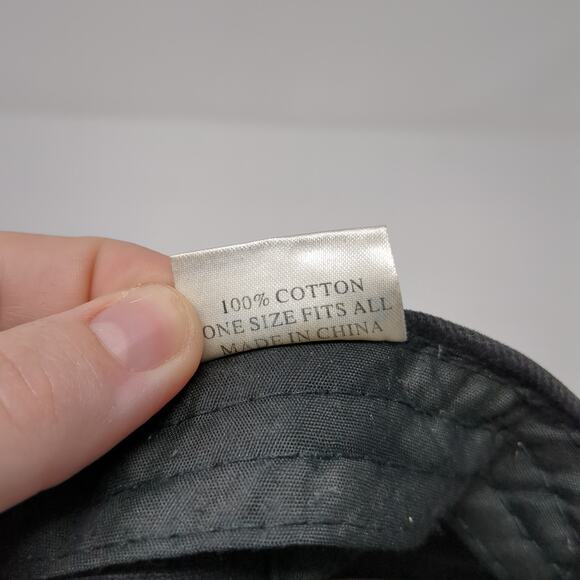 100% COTTON
ONE SIZE FITS ALL
MADE IN CHINA